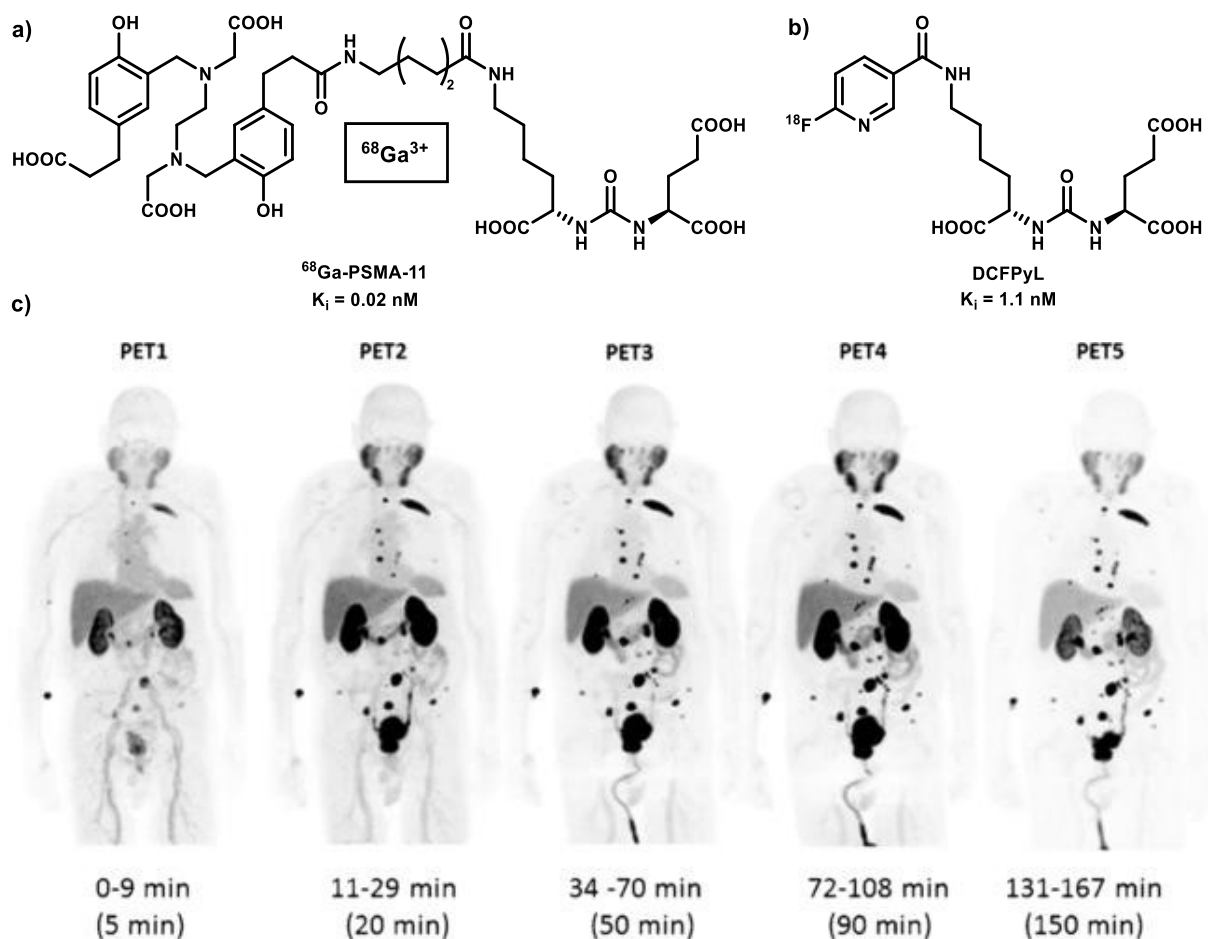 a)
OH
COOH
N
H
N
O
O
2
NH
HOOC
N
COOH
OH
⁶⁸Ga³⁺
COOH
O
HOOC
N
H
N
H
COOH
⁶⁸Ga-PSMA-11
Kᵢ = 0.02 nM
b)
O
NH
¹⁸F
N
COOH
O
HOOC
N
H
N
H
COOH
DCFPyL
Kᵢ = 1.1 nM
c)
PET1
PET2
PET3
PET4
PET5
0-9 min
(5 min)
11-29 min
(20 min)
34 -70 min
(50 min)
72-108 min
(90 min)
131-167 min
(150 min)